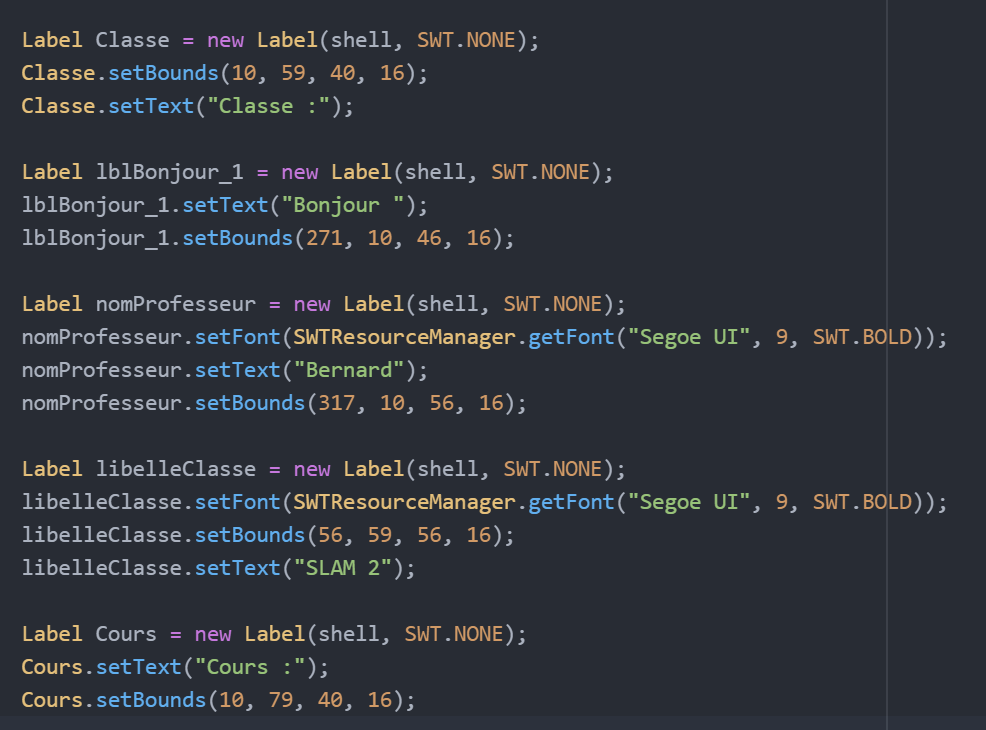 Label Classe = new Label(shell, SWT.NONE);
Classe.setBounds(10, 59, 40, 16);
Classe.setText("Classe :");
Label lblBonjour_1 = new Label(shell, SWT.NONE);
lblBonjour_1.setText("Bonjour ");
lblBonjour_1.setBounds(271, 10, 46, 16);
Label nomProfesseur = new Label(shell, SWT.NONE);
nomProfesseur.setFont(SWTResourceManager.getFont("Segoe UI", 9, SWT.BOLD));
nomProfesseur.setText("Bernard");
nomProfesseur.setBounds(317, 10, 56, 16);
Label libelleClasse = new Label(shell, SWT.NONE);
libelleClasse.setFont(SWTResourceManager.getFont("Segoe UI", 9, SWT.BOLD));
libelleClasse.setBounds(56, 59, 56, 16);
libelleClasse.setText("SLAM 2");
Label Cours = new Label(shell, SWT.NONE);
Cours.setText("Cours :");
Cours.setBounds(10, 79, 40, 16);